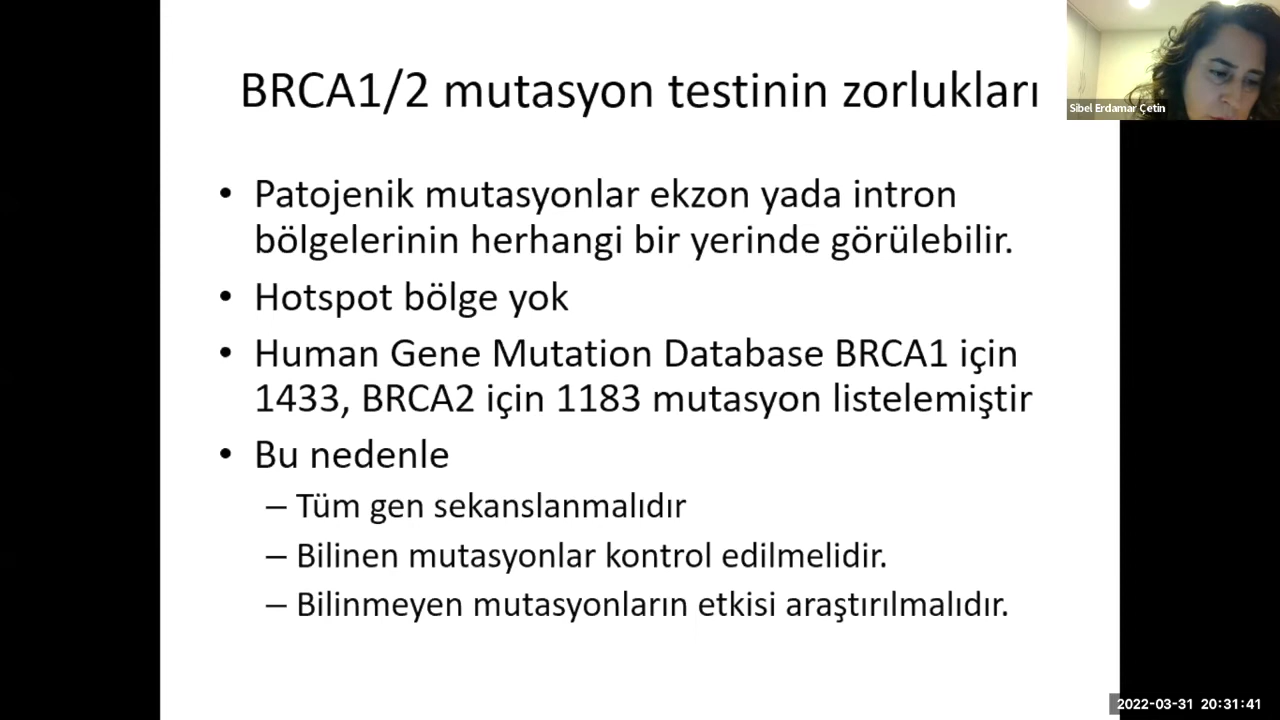 BRCA1/2 mutasyon testinin zorlukları
Sibel Erdamar Çetin
• Patojenik mutasyonlar ekzon yada intron
bölgelerinin herhangi bir yerinde görülebilir.
• Hotspot bölge yok
• Human Gene Mutation Database BRCA1 için
1433, BRCA2 için 1183 mutasyon listelemiştir
• Bu nedenle
– Tüm gen sekanslanmalıdır
– Bilinen mutasyonlar kontrol edilmelidir.
– Bilinmeyen mutasyonların etkisi araştırılmalıdır.
2022-03-31 20:31:41